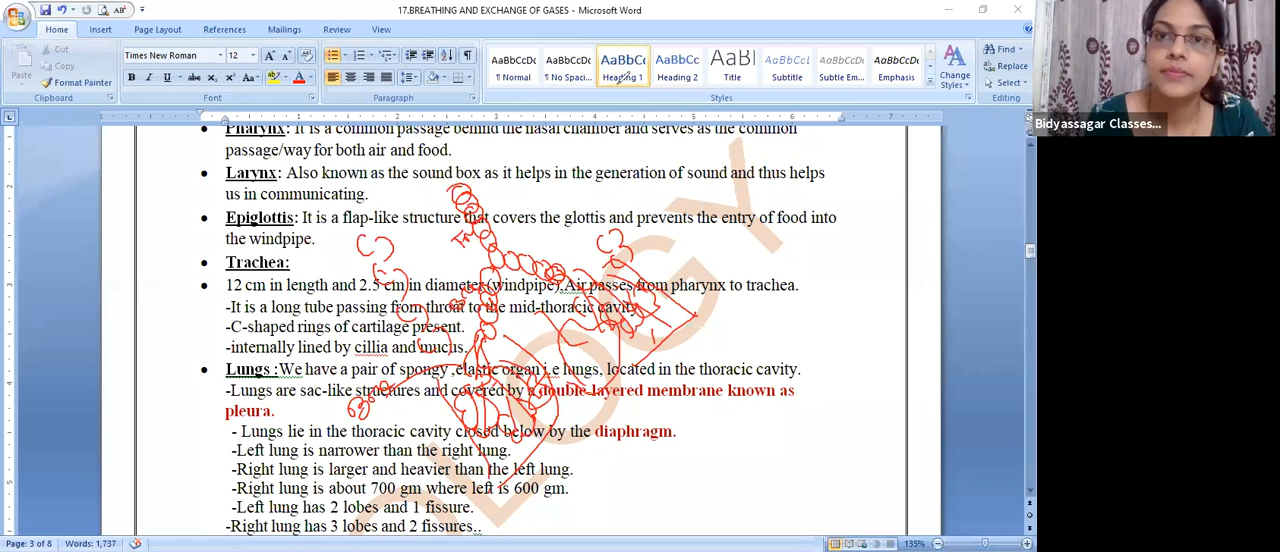 17.BREATHING AND EXCHANGE OF GASES - Microsoft Word
Home Insert Page Layout References Mailings Review View
Cut
Copy
Paste
Format Painter
Clipboard
Times New Roman 12
Font
Paragraph
AaBbCcDc AaBbCcDc AaBbCc AaBbCc AaBl AaBbCcL AaBbCcDc AaBbCcDc
¶ Normal ¶ No Spaci... Heading 1 Heading 2 Title Subtitle Subtle Em... Emphasis
Styles
Change Styles
Find
Replace
Select
Editing
Bidyassagar Classes...
• Pharynx: It is a common passage behind the nasal chamber and serves as the common
passage/way for both air and food.
• Larynx: Also known as the sound box as it helps in the generation of sound and thus helps
us in communicating.
• Epiglottis: It is a flap-like structure that covers the glottis and prevents the entry of food into
the windpipe.
• Trachea:
• 12 cm in length and 2.5 cm in diameter (windpipe).Air passes from pharynx to trachea.
-It is a long tube passing from throat to the mid-thoracic cavity.
-C-shaped rings of cartilage present.
-internally lined by cillia and mucus.
• Lungs :We have a pair of spongy ,elastic organ i.e lungs, located in the thoracic cavity.
-Lungs are sac-like structures and covered by a double-layered membrane known as
pleura.
- Lungs lie in the thoracic cavity closed below by the diaphragm.
-Left lung is narrower than the right lung.
-Right lung is larger and heavier than the left lung.
-Right lung is about 700 gm where left is 600 gm.
-Left lung has 2 lobes and 1 fissure.
-Right lung has 3 lobes and 2 fissures..
Page: 3 of 8 Words: 1,737 135%